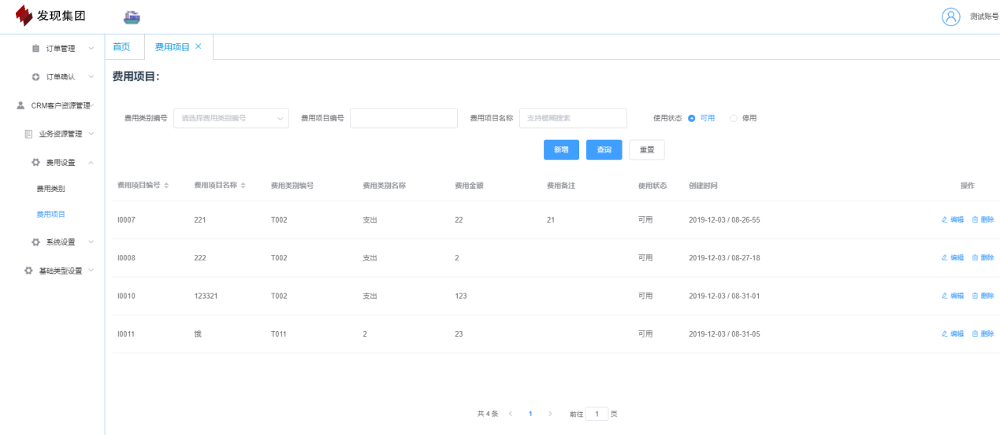 发现集团
测试账号
订单管理
订单确认
CRM客户资源管理
业务资源管理
费用设置
费用类别
费用项目
系统设置
基础类型设置
首页 费用项目
费用项目:
费用类别编号 请选择费用类别编号 费用项目编号 费用项目名称 支持模糊搜索 使用状态 可用 停用
新增 查询 重置
费用项目编号 费用项目名称 费用类别编号 费用类别名称 费用金额 费用备注 使用状态 创建时间 操作
I0007 221 T002 支出 22 21 可用 2019-12-03 / 08-26-55 编辑 删除
I0008 222 T002 支出 2 可用 2019-12-03 / 08-27-18 编辑 删除
I0010 123321 T002 支出 123 可用 2019-12-03 / 08-31-01 编辑 删除
I0011 饿 T011 2 23 可用 2019-12-03 / 08-31-05 编辑 删除
共 4 条 1 前往 1 页